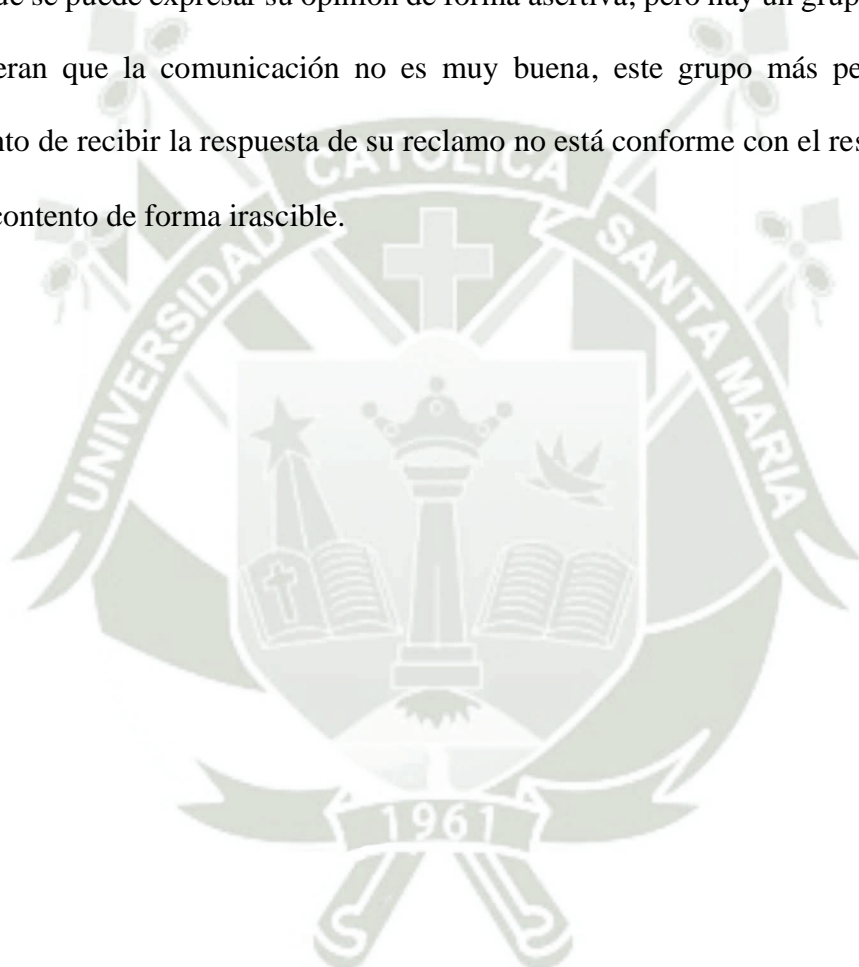 que se puede expresar su opinión de forma asertiva, pero hay un grup
eran que la comunicación no es muy buena, este grupo más pe
nto de recibir la respuesta de su reclamo no está conforme con el res
contento de forma irascible.
UNIVERSIDAD CATOLICA SANTA MARIA
1961